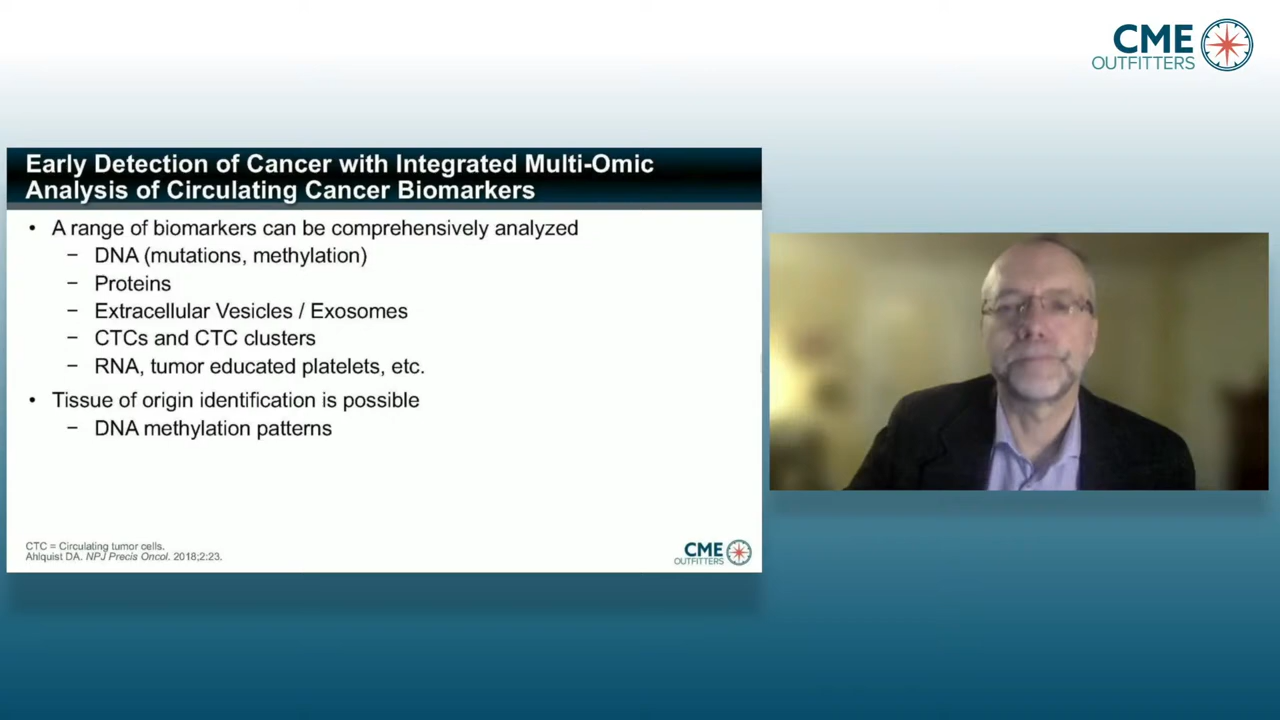 CME
OUTFITTERS
Early Detection of Cancer with Integrated Multi-Omic
Analysis of Circulating Cancer Biomarkers
• A range of biomarkers can be comprehensively analyzed
− DNA (mutations, methylation)
− Proteins
− Extracellular Vesicles / Exosomes
− CTCs and CTC clusters
− RNA, tumor educated platelets, etc.
• Tissue of origin identification is possible
− DNA methylation patterns
CTC = Circulating tumor cells.
Ahlquist DA. NPJ Precis Oncol. 2018;2:23.
CME
OUTFITTERS